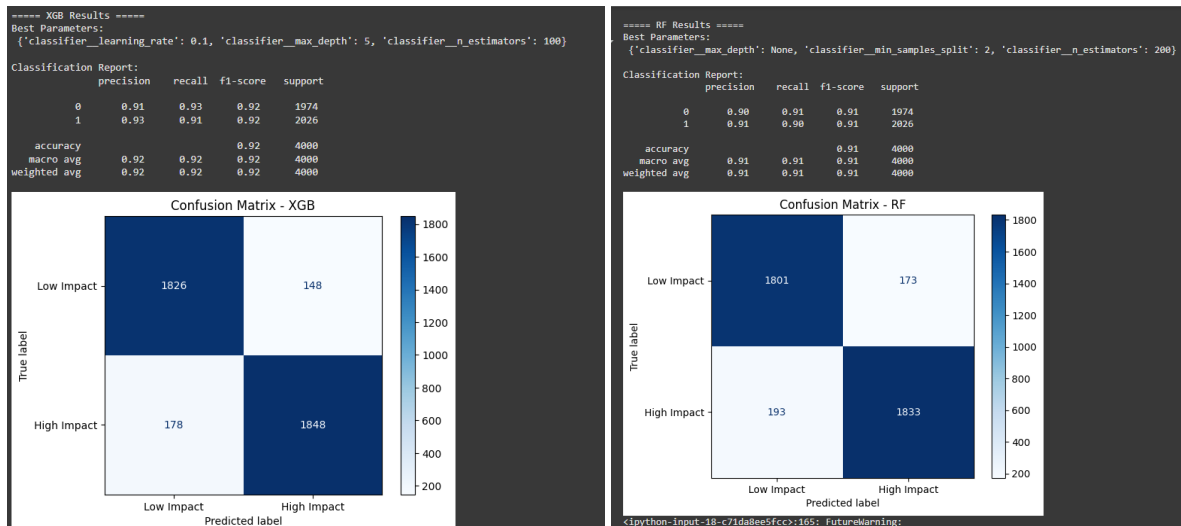 ===== XGB Results =====
Best Parameters:
{'classifier__learning_rate': 0.1, 'classifier__max_depth': 5, 'classifier__n_estimators': 100}
Classification Report:
precision recall f1-score support
0 0.91 0.93 0.92 1974
1 0.93 0.91 0.92 2026
accuracy 0.92 4000
macro avg 0.92 0.92 0.92 4000
weighted avg 0.92 0.92 0.92 4000
Confusion Matrix - XGB
Low Impact
High Impact
True label
1826 148
178 1848
Low Impact High Impact
Predicted label
1800
1600
1400
1200
1000
800
600
400
200
===== RF Results =====
Best Parameters:
{'classifier__max_depth': None, 'classifier__min_samples_split': 2, 'classifier__n_estimators': 200}
Classification Report:
precision recall f1-score support
0 0.90 0.91 0.91 1974
1 0.91 0.90 0.91 2026
accuracy 0.91 4000
macro avg 0.91 0.91 0.91 4000
weighted avg 0.91 0.91 0.91 4000
Confusion Matrix - RF
Low Impact
High Impact
True label
1801 173
193 1833
Low Impact High Impact
Predicted label
1800
1600
1400
1200
1000
800
600
400
200
<ipython-input-18-c71da8ee5fcc>:165: FutureWarning: